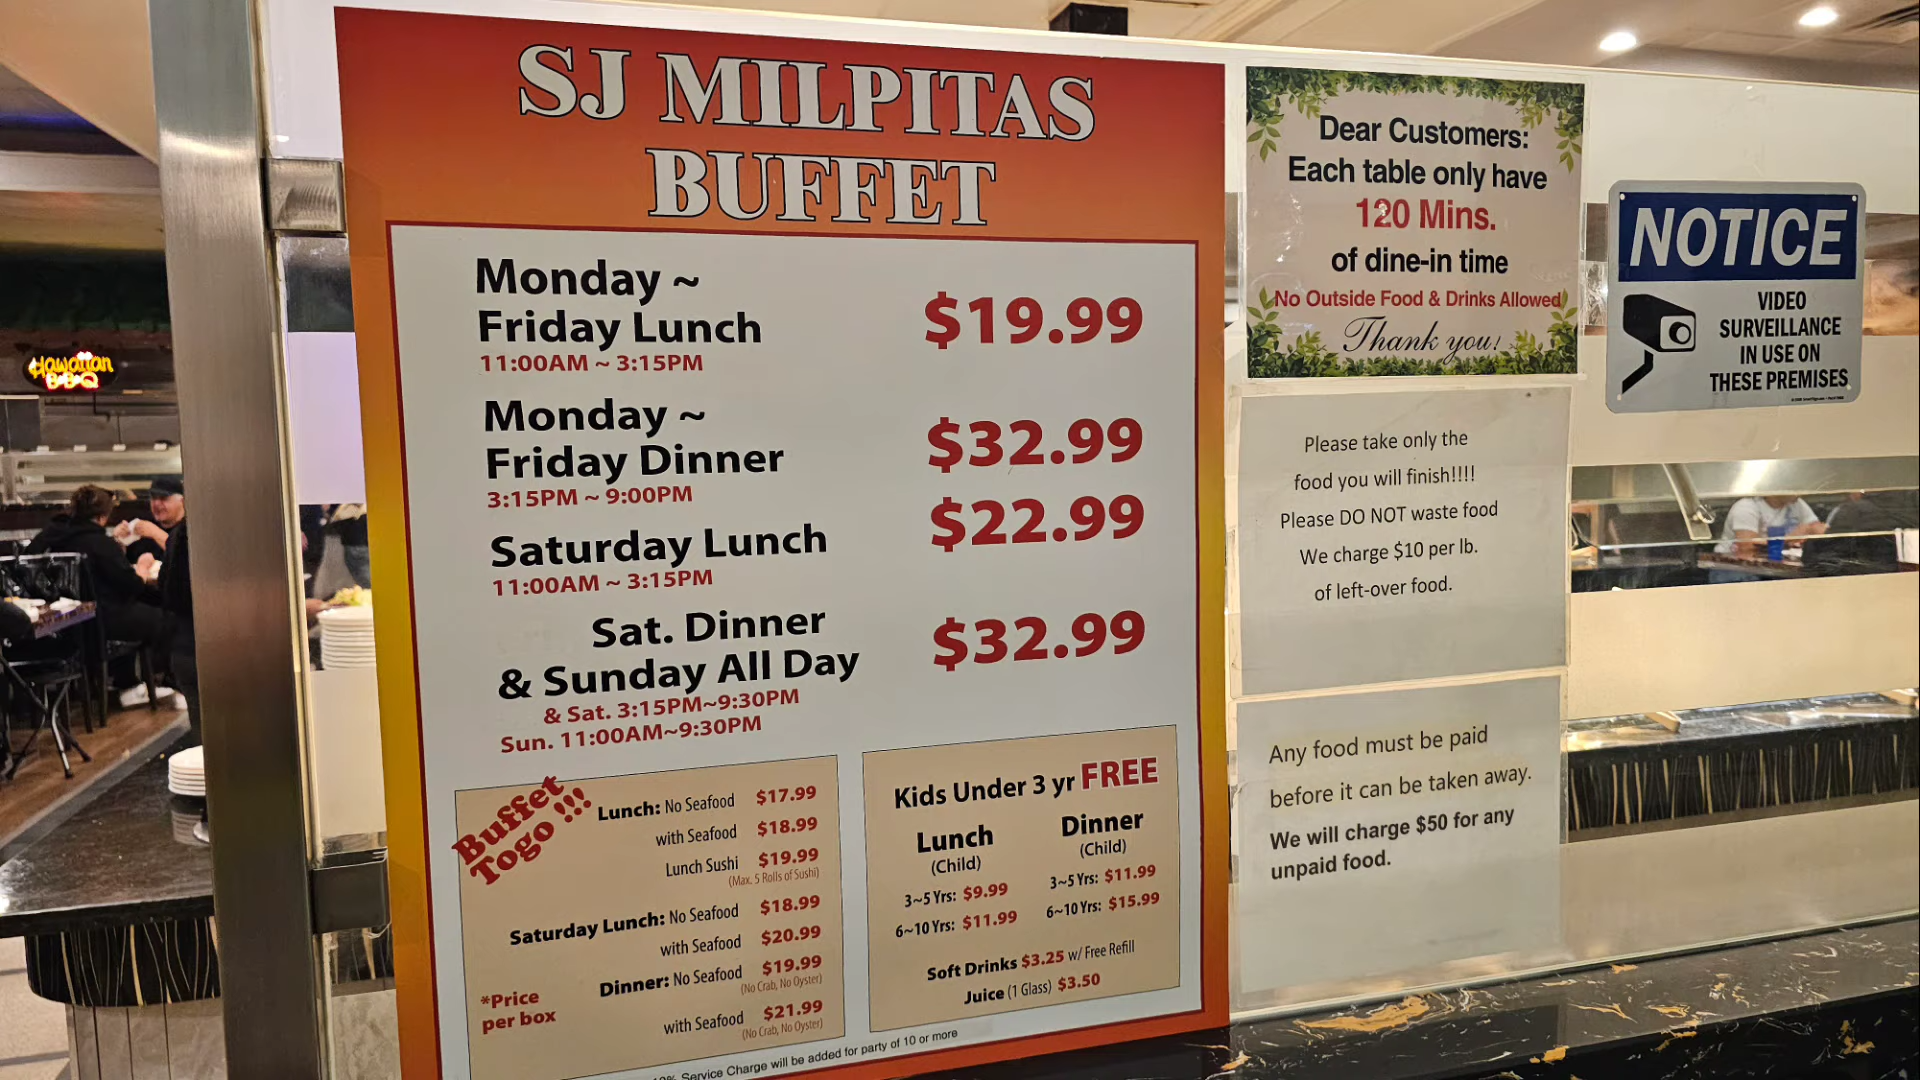 SJ MILPITAS
BUFFET
Monday ~
Friday Lunch
11:00AM ~ 3:15PM
$19.99
Monday ~
Friday Dinner
3:15PM ~ 9:00PM
$32.99
Saturday Lunch
11:00AM ~ 3:15PM
$22.99
Sat. Dinner
& Sunday All Day
& Sat. 3:15PM~9:30PM
Sun. 11:00AM~9:30PM
$32.99
Buffet
Togo !!!
Lunch: No Seafood $17.99
with Seafood $18.99
Lunch Sushi $19.99
(Max. 5 Rolls of Sushi)
Saturday Lunch: No Seafood $18.99
with Seafood $20.99
Dinner: No Seafood $19.99
(No Crab, No Oyster)
with Seafood $21.99
(No Crab, No Oyster)
*Price
per box
Kids Under 3 yr FREE
Lunch
(Child)
3~5 Yrs: $9.99
6~10 Yrs: $11.99
Dinner
(Child)
3~5 Yrs: $11.99
6~10 Yrs: $15.99
Soft Drinks $3.25 w/ Free Refill
Juice (1 Glass) $3.50
Service Charge will be added for party of 10 or more
Dear Customers:
Each table only have
120 Mins.
of dine-in time
No Outside Food & Drinks Allowed
Thank you!
NOTICE
VIDEO
SURVEILLANCE
IN USE ON
THESE PREMISES
Please take only the
food you will finish!!!!
Please DO NOT waste food
We charge $10 per lb.
of left-over food.
Any food must be paid
before it can be taken away.
We will charge $50 for any
unpaid food.
Hawaiian
B·B·Q